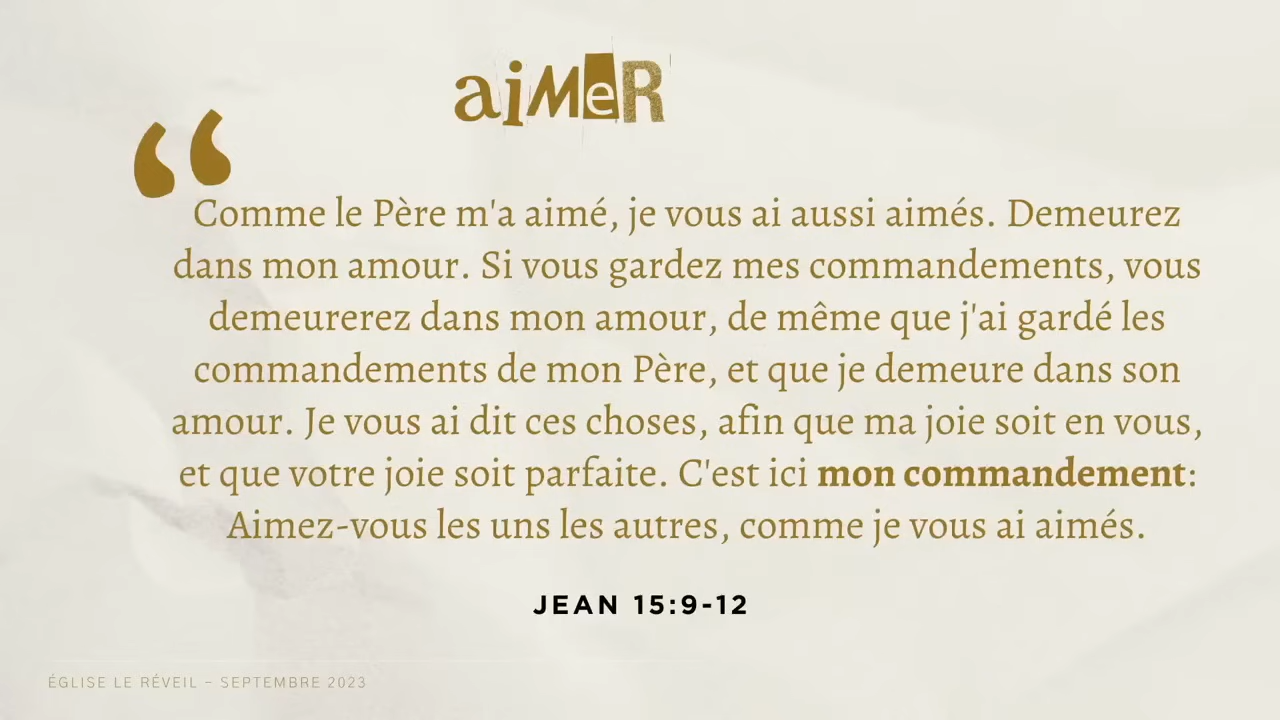 aiMeR
“
Comme le Père m'a aimé, je vous ai aussi aimés. Demeurez
dans mon amour. Si vous gardez mes commandements, vous
demeurerez dans mon amour, de même que j'ai gardé les
commandements de mon Père, et que je demeure dans son
amour. Je vous ai dit ces choses, afin que ma joie soit en vous,
et que votre joie soit parfaite. C'est ici mon commandement:
Aimez-vous les uns les autres, comme je vous ai aimés.
JEAN 15:9-12
ÉGLISE LE RÉVEIL – SEPTEMBRE 2023